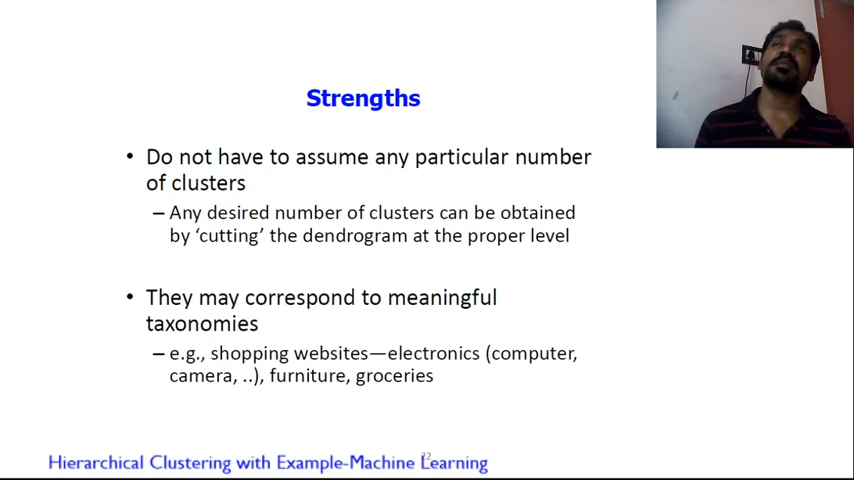 Strengths
• Do not have to assume any particular number
of clusters
– Any desired number of clusters can be obtained
by ‘cutting’ the dendrogram at the proper level
• They may correspond to meaningful
taxonomies
– e.g., shopping websites—electronics (computer,
camera, ..), furniture, groceries
22
Hierarchical Clustering with Example-Machine Learning